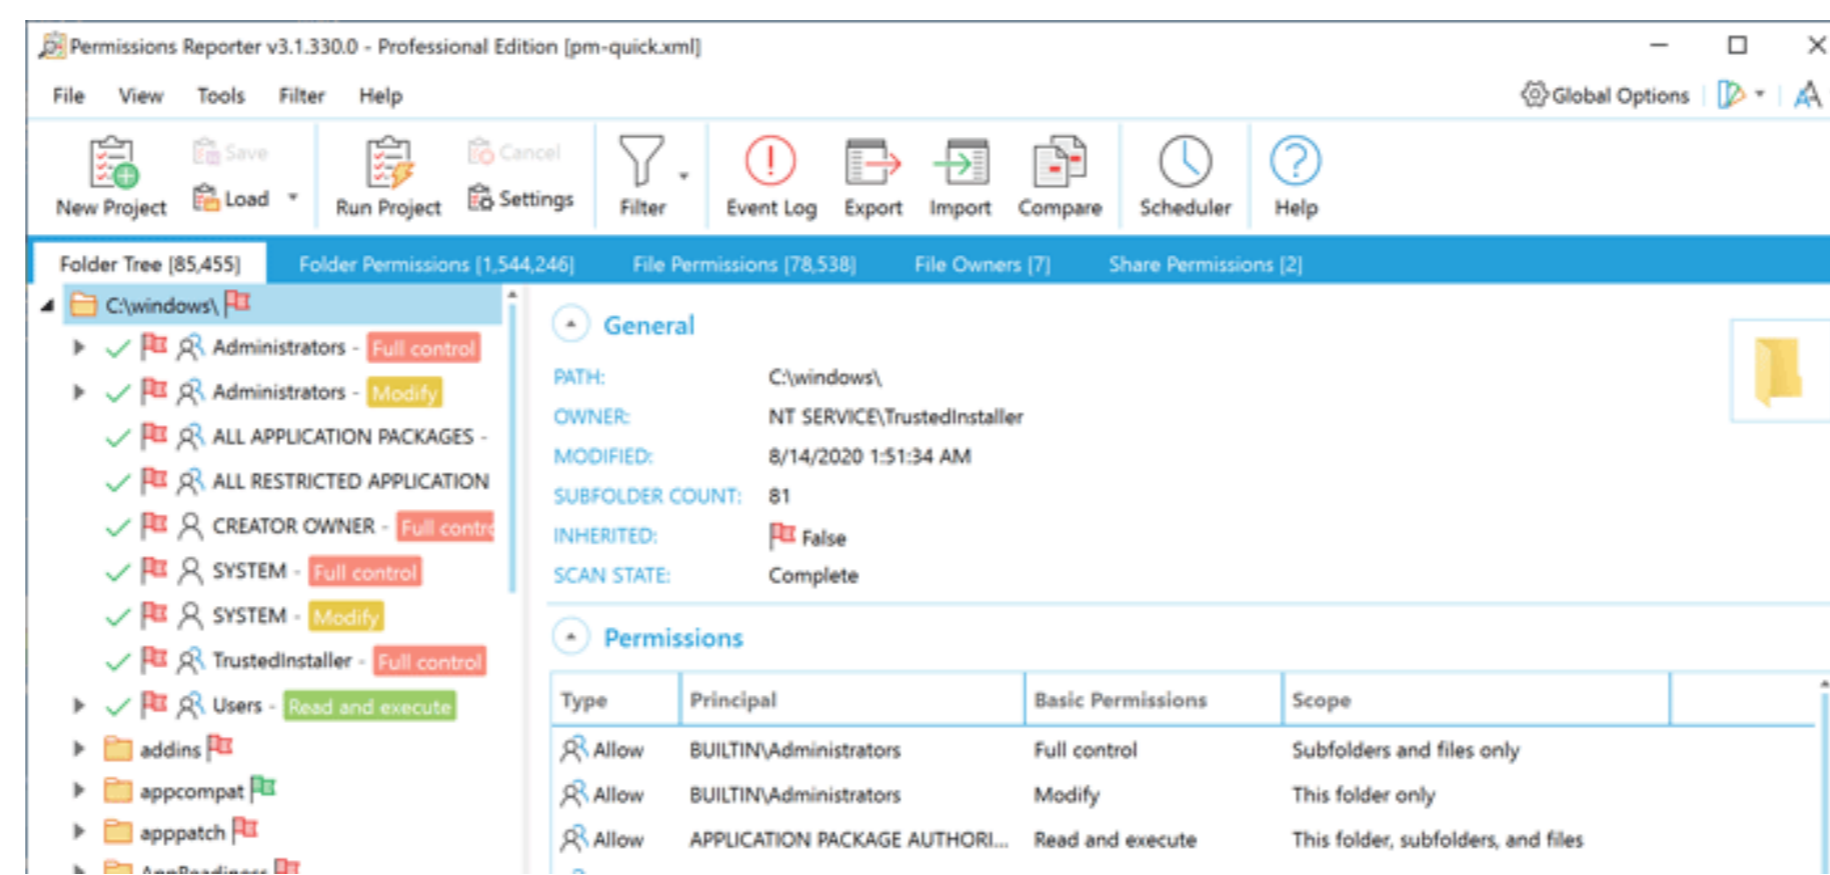 Permissions Reporter v3.1.330.0 - Professional Edition [pm-quick.xml]
File View Tools Filter Help
Global Options
New Project
Save
Load
Run Project
Cancel
Settings
Filter
Event Log
Export
Import
Compare
Scheduler
Help
Folder Tree [85,455]
Folder Permissions [1,544,246]
File Permissions [78,538]
File Owners [7]
Share Permissions [2]
C:\windows\
Administrators - Full control
Administrators - Modify
ALL APPLICATION PACKAGES -
ALL RESTRICTED APPLICATION
CREATOR OWNER - Full contro
SYSTEM - Full control
SYSTEM - Modify
TrustedInstaller - Full control
Users - Read and execute
addins
appcompat
apppatch
AppReadiness
General
PATH: C:\windows\
OWNER: NT SERVICE\TrustedInstaller
MODIFIED: 8/14/2020 1:51:34 AM
SUBFOLDER COUNT: 81
INHERITED: False
SCAN STATE: Complete
Permissions
Type Principal Basic Permissions Scope
Allow BUILTIN\Administrators Full control Subfolders and files only
Allow BUILTIN\Administrators Modify This folder only
Allow APPLICATION PACKAGE AUTHORI... Read and execute This folder, subfolders, and files